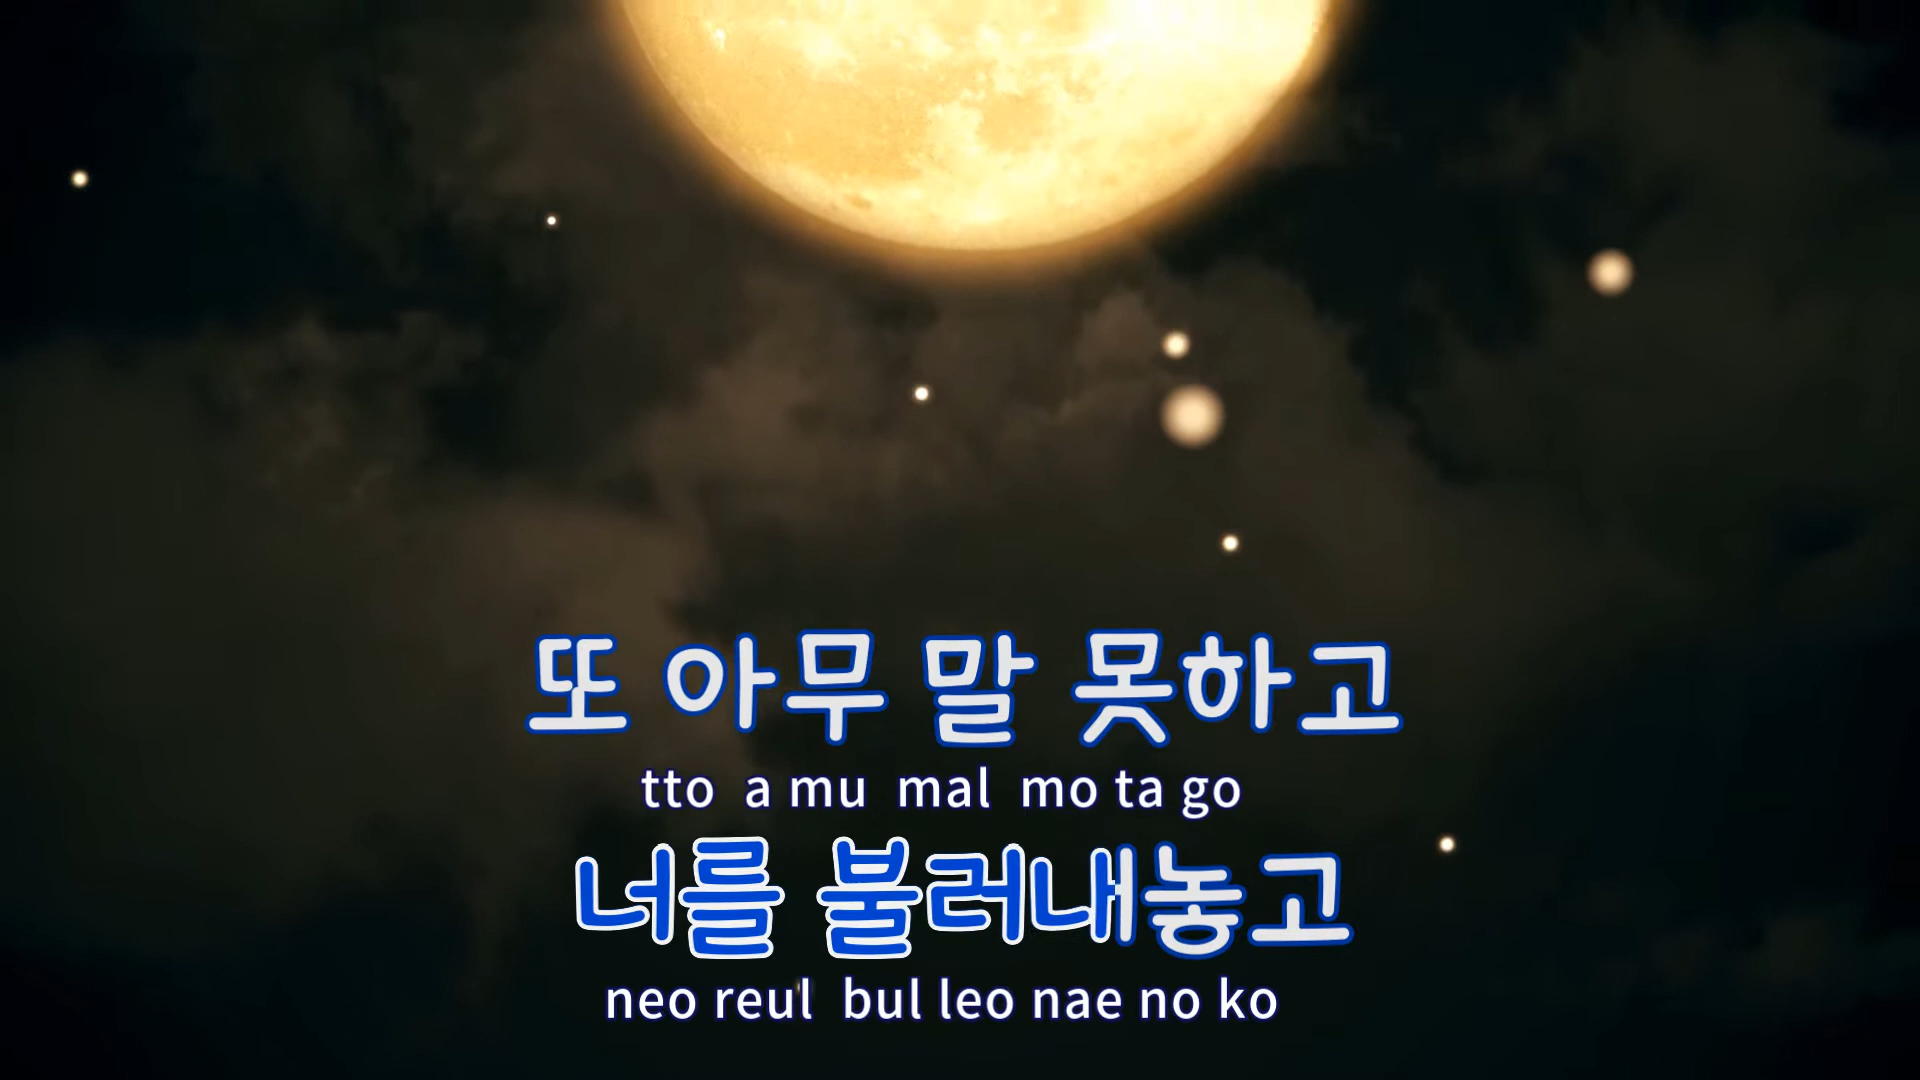 또 아무 말 못하고
tto a mu mal mo ta go
너를 불러내놓고
neo reul bul leo nae no ko